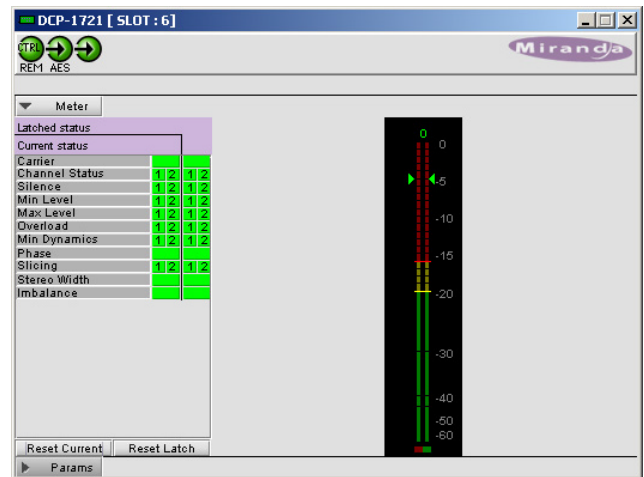 DCP-1721 [ SLOT : 6]
CTRL
REM AES
Miranda
Meter
Latched status
Current status
Carrier
Channel Status 1 2 1 2
Silence 1 2 1 2
Min Level 1 2 1 2
Max Level 1 2 1 2
Overload 1 2 1 2
Min Dynamics 1 2 1 2
Phase
Slicing 1 2 1 2
Stereo Width
Imbalance
0
0
-5
-10
-15
-20
-30
-40
-50
-60
Reset Current Reset Latch
Params